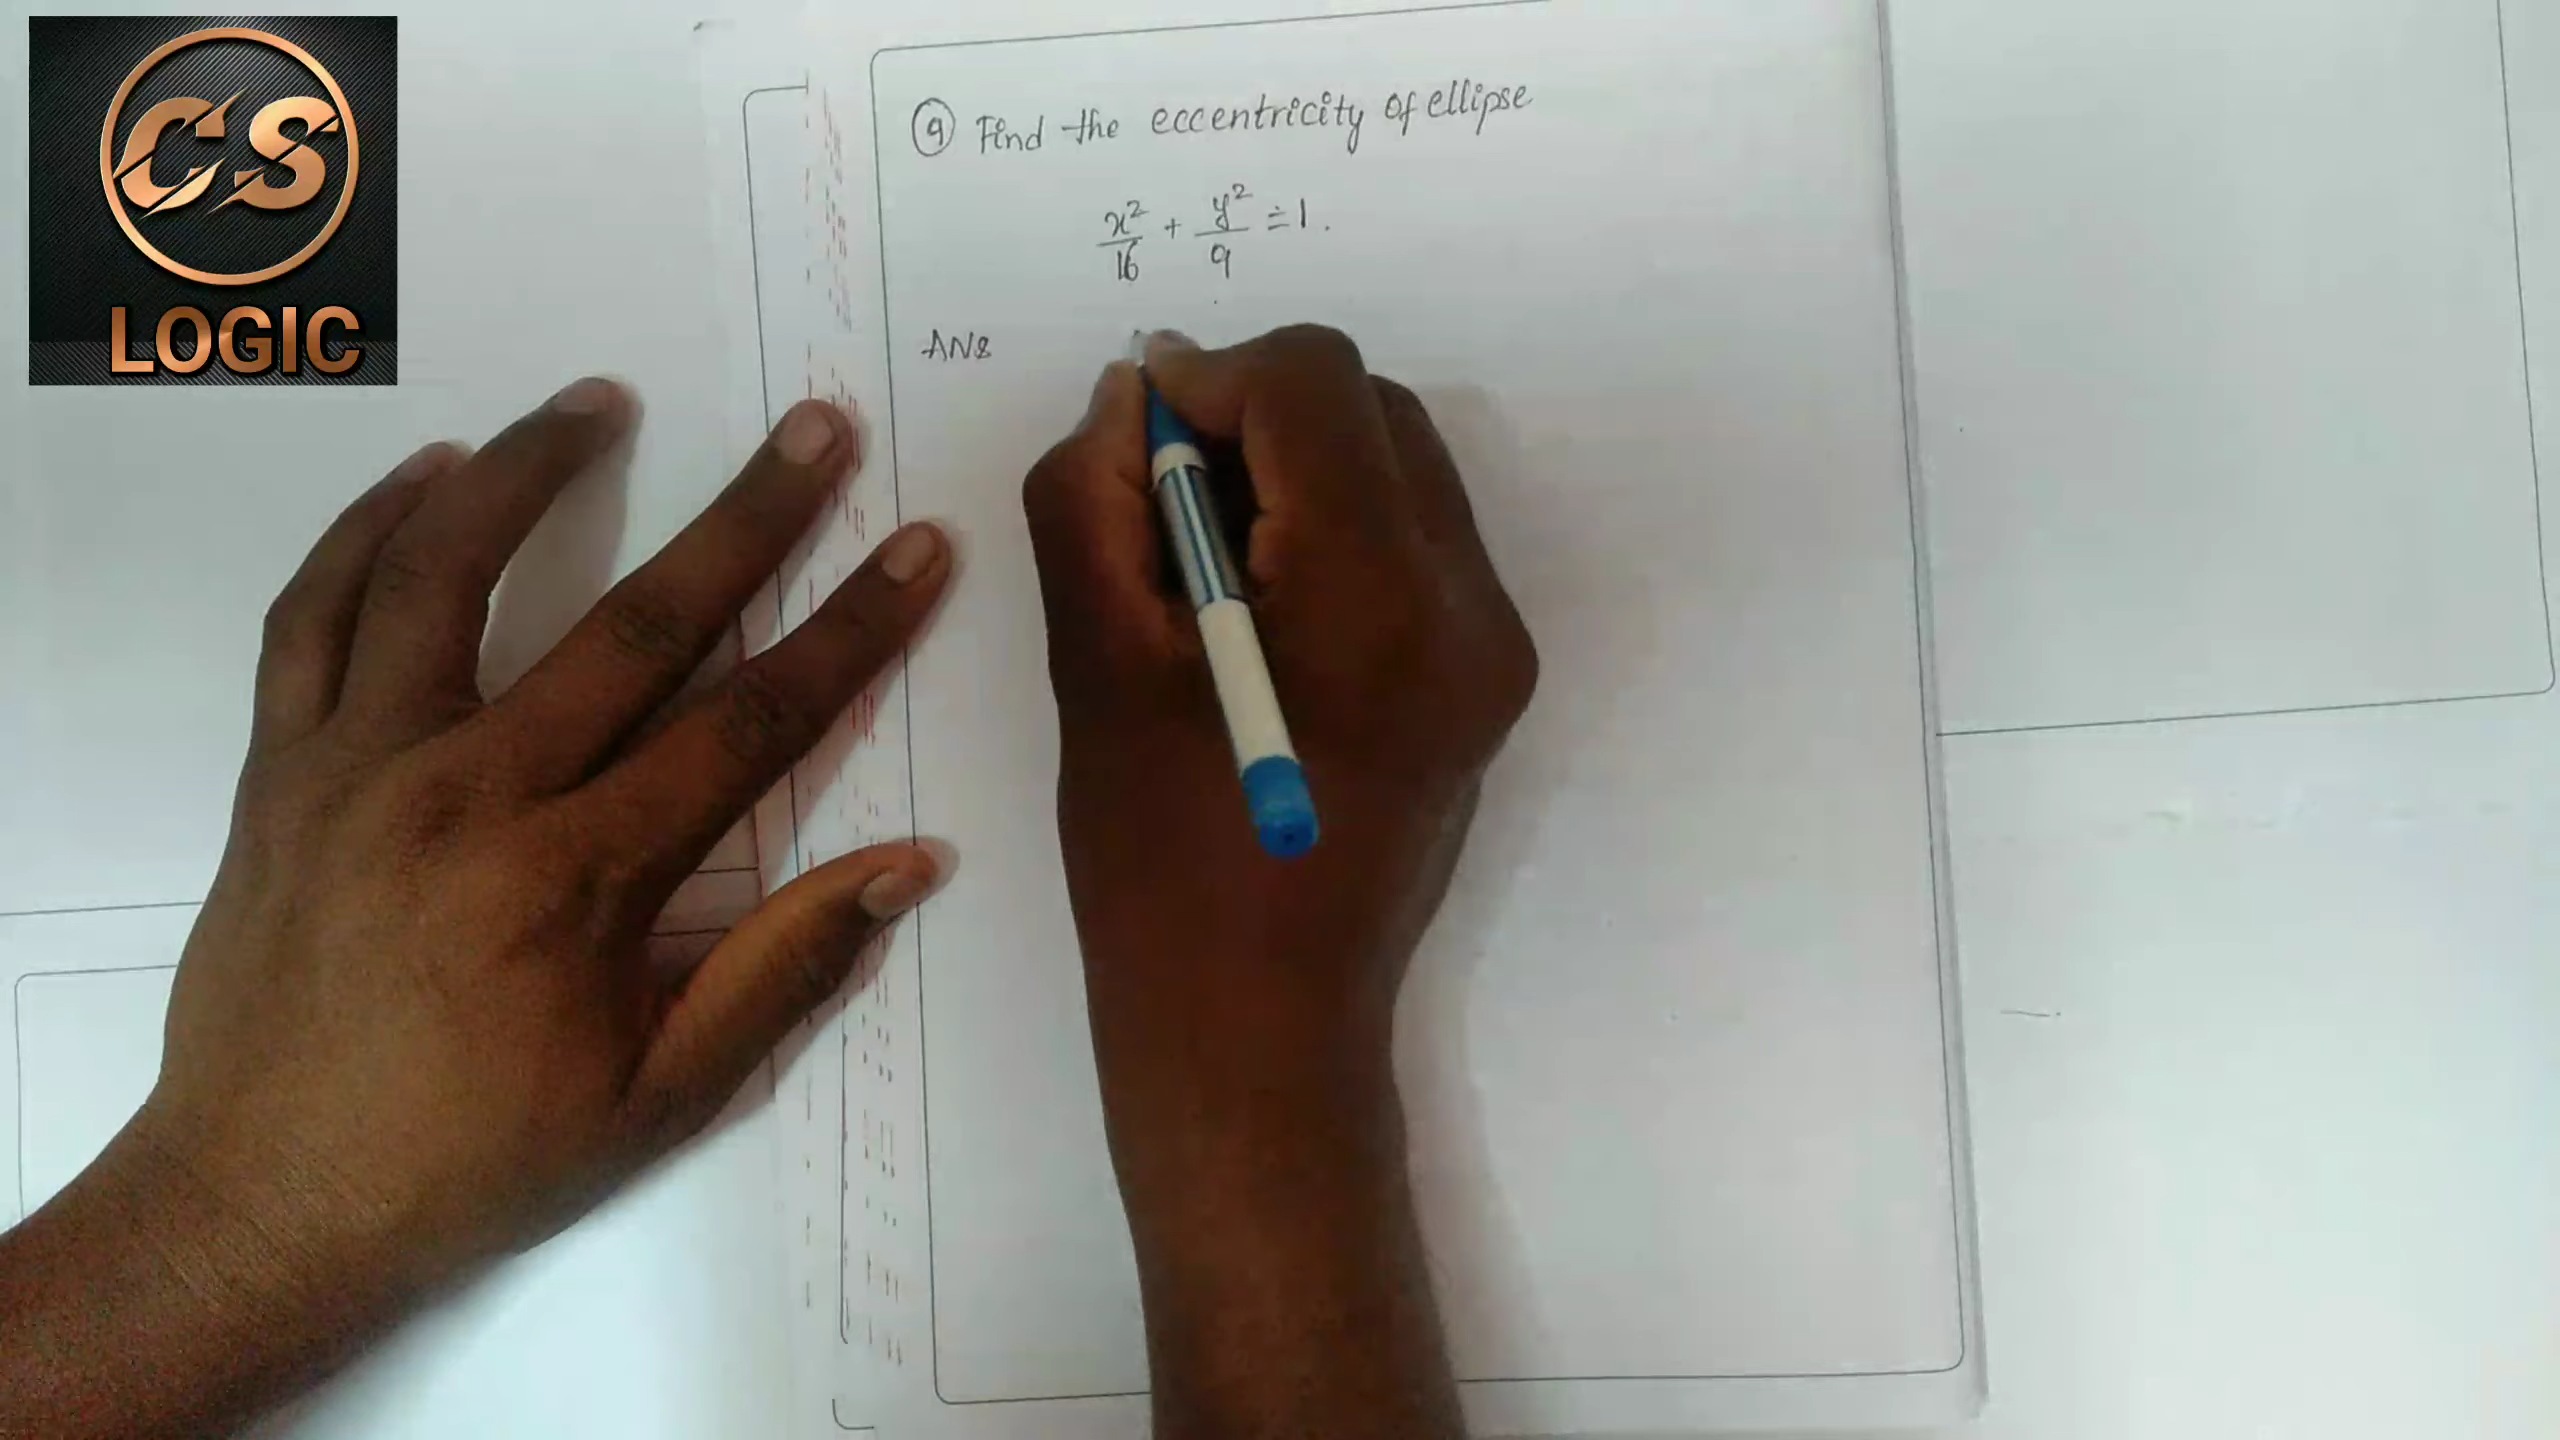 CS
LOGIC
9 Find the eccentricity of ellipse
x²/16 + y²/9 = 1.
ANS